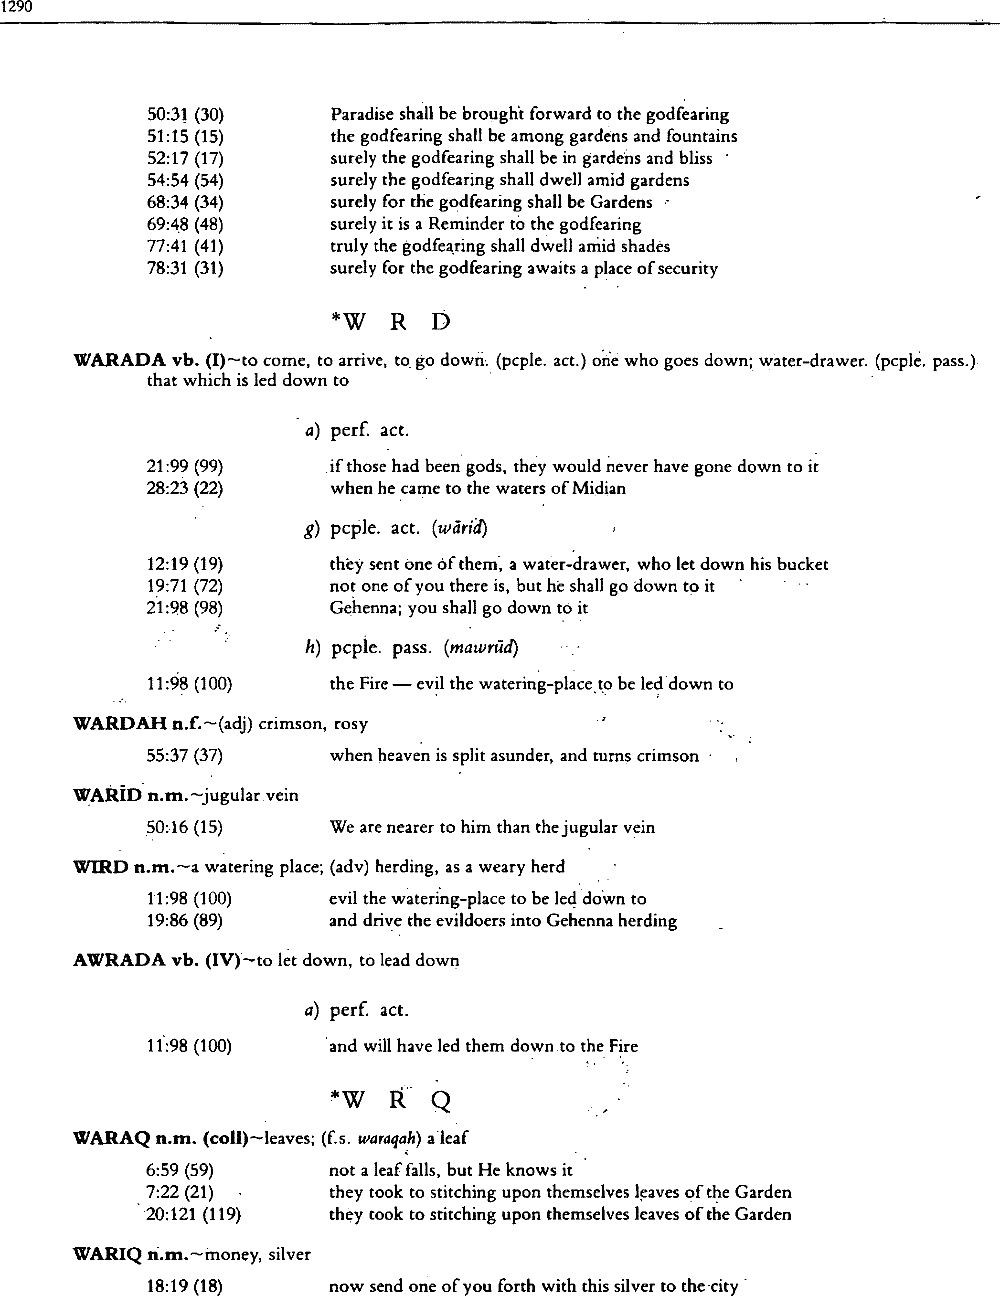 1290
50:31 (30) Paradise shall be brought forward to the godfearing
51:15 (15) the godfearing shall be among gardens and fountains
52:17 (17) surely the godfearing shall be in gardens and bliss
54:54 (54) surely the godfearing shall dwell amid gardens
68:34 (34) surely for the godfearing shall be Gardens
69:48 (48) surely it is a Reminder to the godfearing
77:41 (41) truly the godfearing shall dwell amid shades
78:31 (31) surely for the godfearing awaits a place of security
*W R D
WARADA vb. (I)~to come, to arrive, to go down. (pcple. act.) one who goes down; water-drawer. (pcple. pass.)
that which is led down to
a) perf. act.
21:99 (99) if those had been gods, they would never have gone down to it
28:23 (22) when he came to the waters of Midian
g) pcple. act. (wārid)
12:19 (19) they sent one of them, a water-drawer, who let down his bucket
19:71 (72) not one of you there is, but he shall go down to it
21:98 (98) Gehenna; you shall go down to it
h) pcple. pass. (mawrūd)
11:98 (100) the Fire — evil the watering-place to be led down to
WARDAH n.f.~(adj) crimson, rosy
55:37 (37) when heaven is split asunder, and turns crimson
WARĪD n.m.~jugular vein
50:16 (15) We are nearer to him than the jugular vein
WIRD n.m.~a watering place; (adv) herding, as a weary herd
11:98 (100) evil the watering-place to be led down to
19:86 (89) and drive the evildoers into Gehenna herding
AWRADA vb. (IV)~to let down, to lead down
a) perf. act.
11:98 (100) and will have led them down to the Fire
*W R Q
WARAQ n.m. (coll)~leaves; (f.s. waraqah) a leaf
6:59 (59) not a leaf falls, but He knows it
7:22 (21) they took to stitching upon themselves leaves of the Garden
20:121 (119) they took to stitching upon themselves leaves of the Garden
WARIQ n.m.~money, silver
18:19 (18) now send one of you forth with this silver to the city